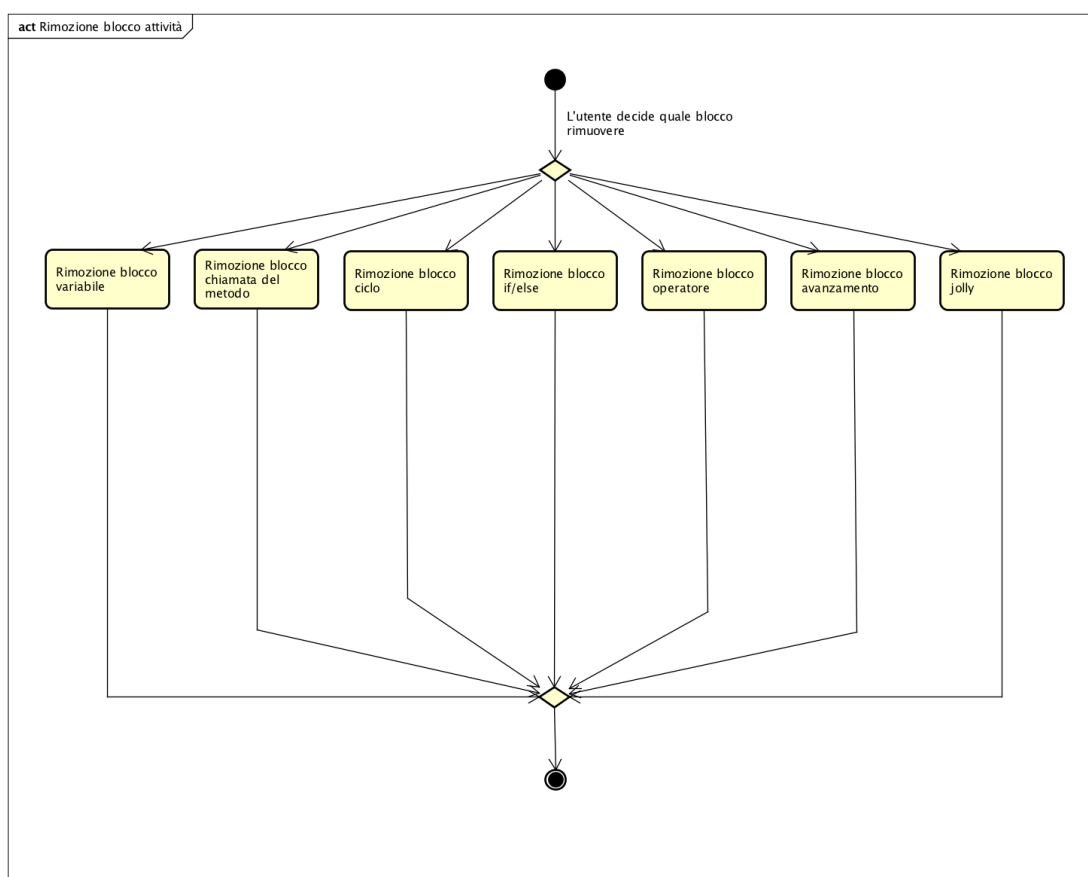 act Rimozione blocco attività
L'utente decide quale blocco
rimuovere
Rimozione blocco
variabile
Rimozione blocco
chiamata del
metodo
Rimozione blocco
ciclo
Rimozione blocco
if/else
Rimozione blocco
operatore
Rimozione blocco
avanzamento
Rimozione blocco
jolly